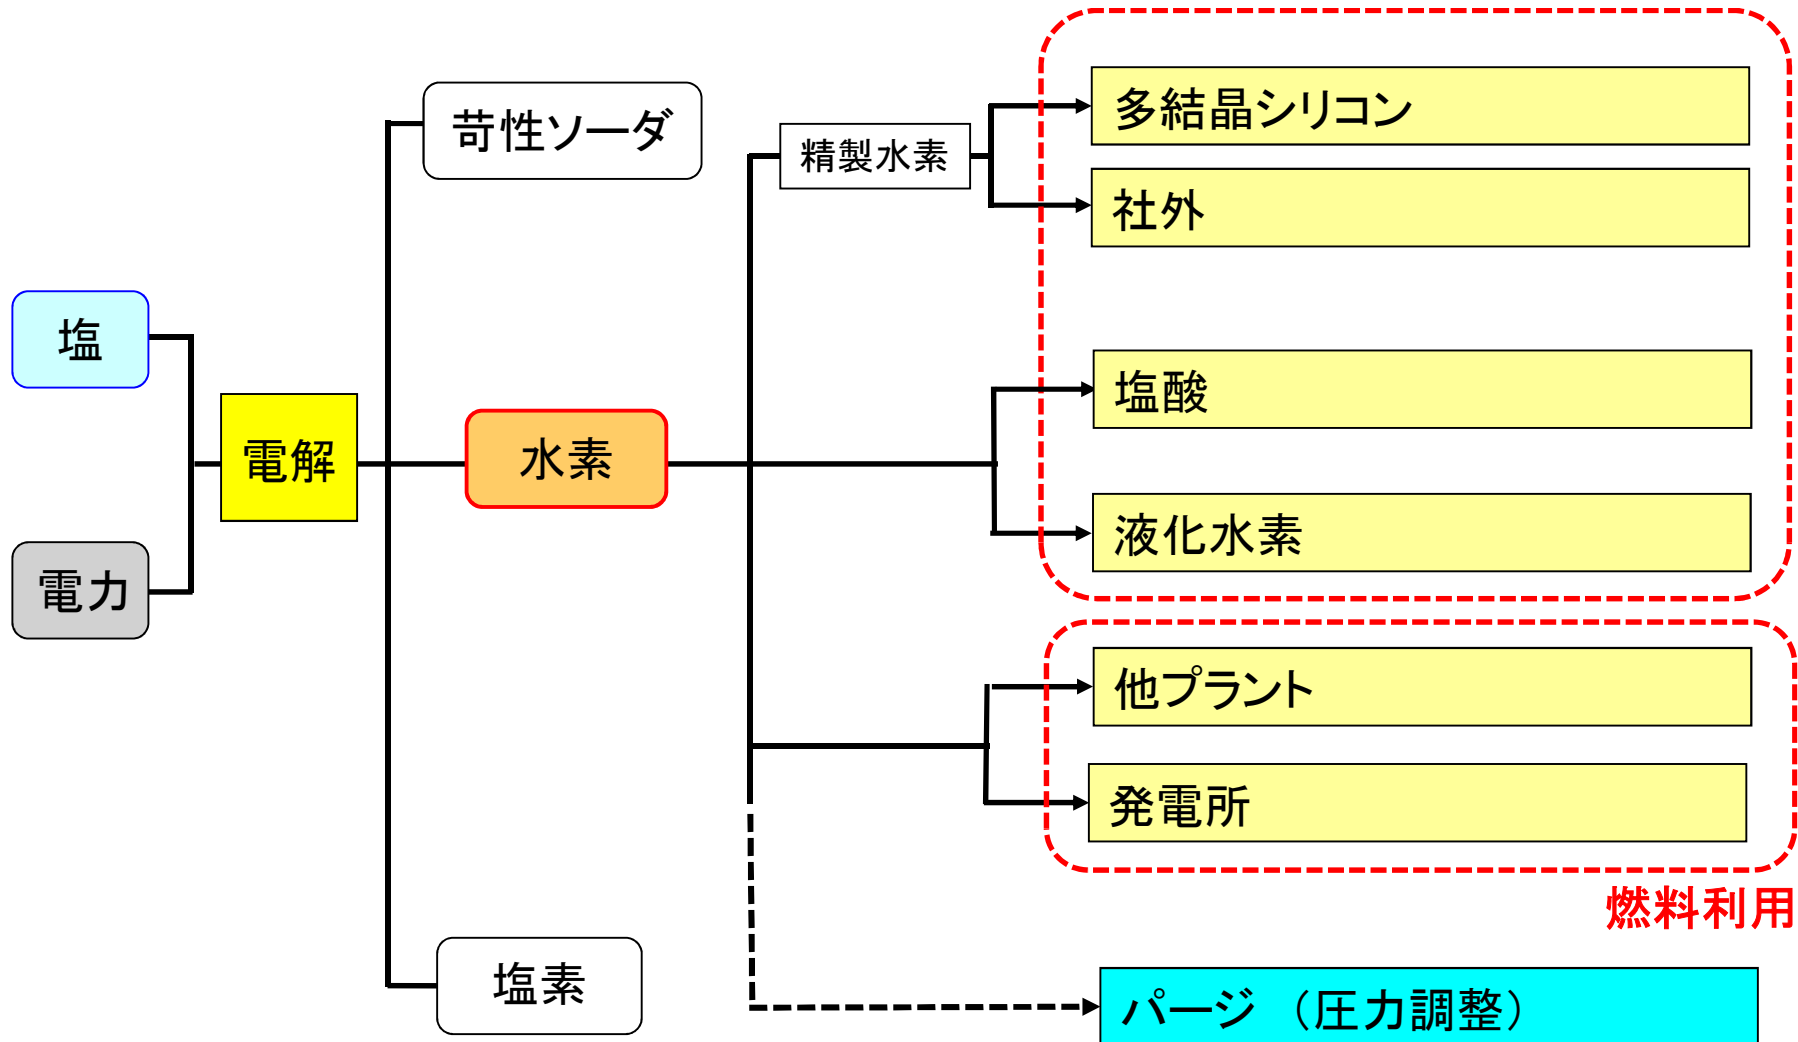 苛性ソーダ
精製水素
多結晶シリコン
社外
塩
電解
水素
塩酸
液化水素
電力
他プラント
発電所
燃料利用
塩素
パージ （圧力調整）